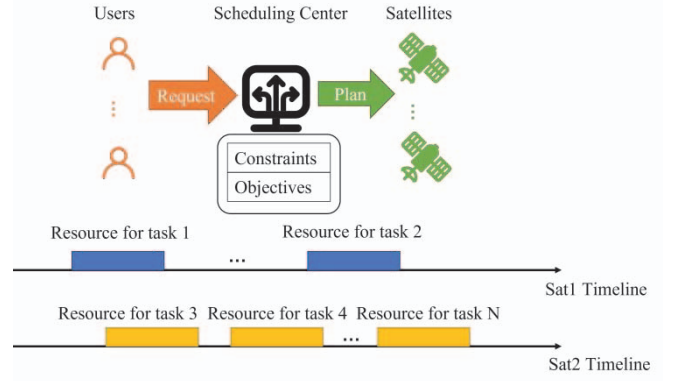 Users
Scheduling Center
Satellites
Request
Plan
Constraints
Objectives
Resource for task 1
Resource for task 2
...
Sat1 Timeline
Resource for task 3
Resource for task 4
Resource for task N
...
Sat2 Timeline